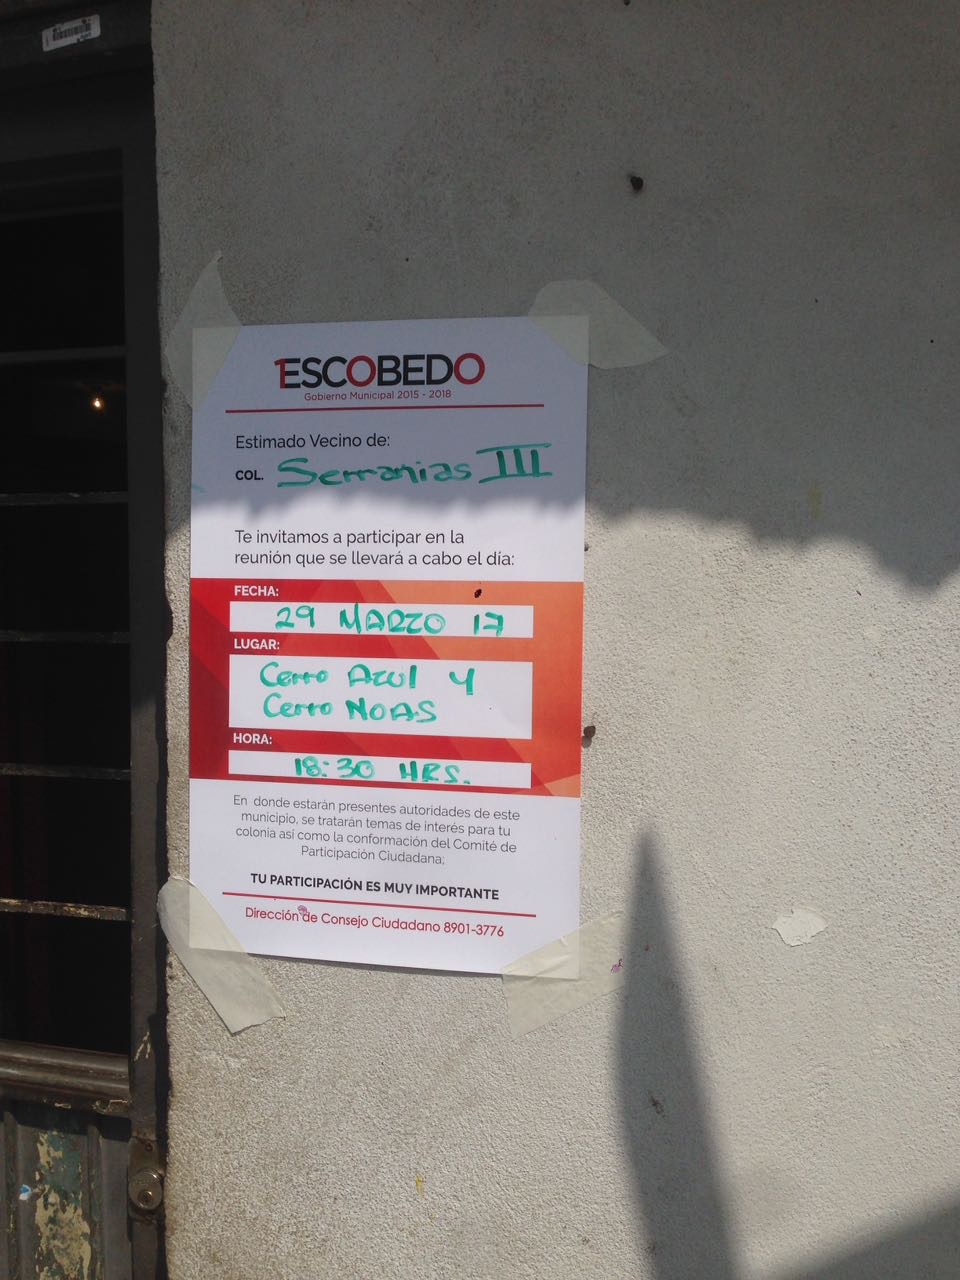 1ESCOBEDO
Gobierno Municipal 2015 - 2018
Estimado Vecino de:
COL. Serranias III
Te invitamos a participar en la
reunión que se llevará a cabo el día:
FECHA:
29 MARZO 17
LUGAR:
Cerro Azul y
Cerro NOAS
HORA:
18:30 HRS.
En donde estarán presentes autoridades de este
municipio, se tratarán temas de interés para tu
colonia así como la conformación del Comité de
Participación Ciudadana;
TU PARTICIPACIÓN ES MUY IMPORTANTE
Dirección de Consejo Ciudadano 8901-3776